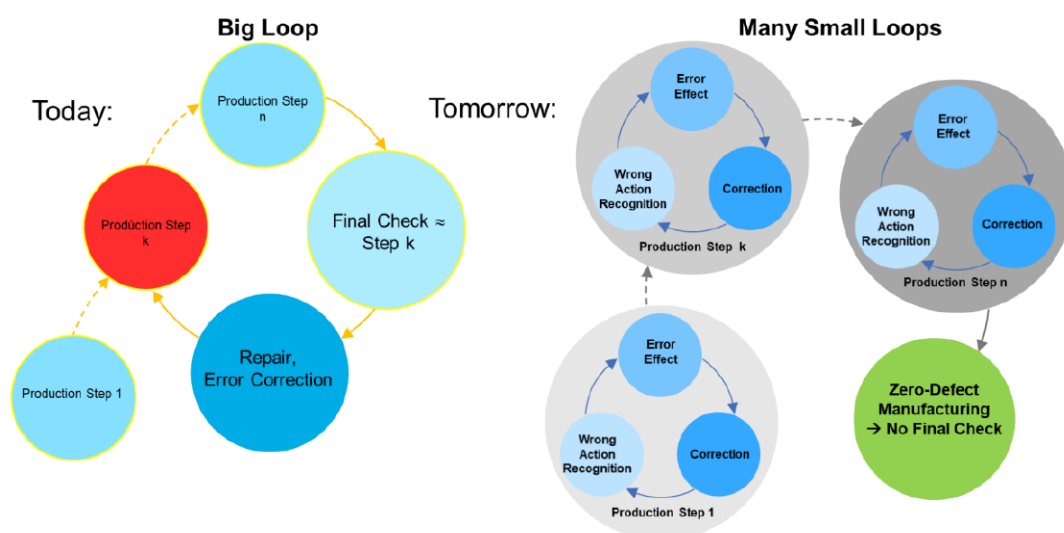 Big Loop
Today:
Production Step
n
Production Step
k
Final Check ≈
Step k
Repair,
Error Correction
Production Step 1
Many Small Loops
Tomorrow:
Error
Effect
Wrong
Action
Recognition
Correction
Production Step k
Error
Effect
Wrong
Action
Recognition
Correction
Production Step n
Error
Effect
Wrong
Action
Recognition
Correction
Production Step 1
Zero-Defect
Manufacturing
→ No Final Check